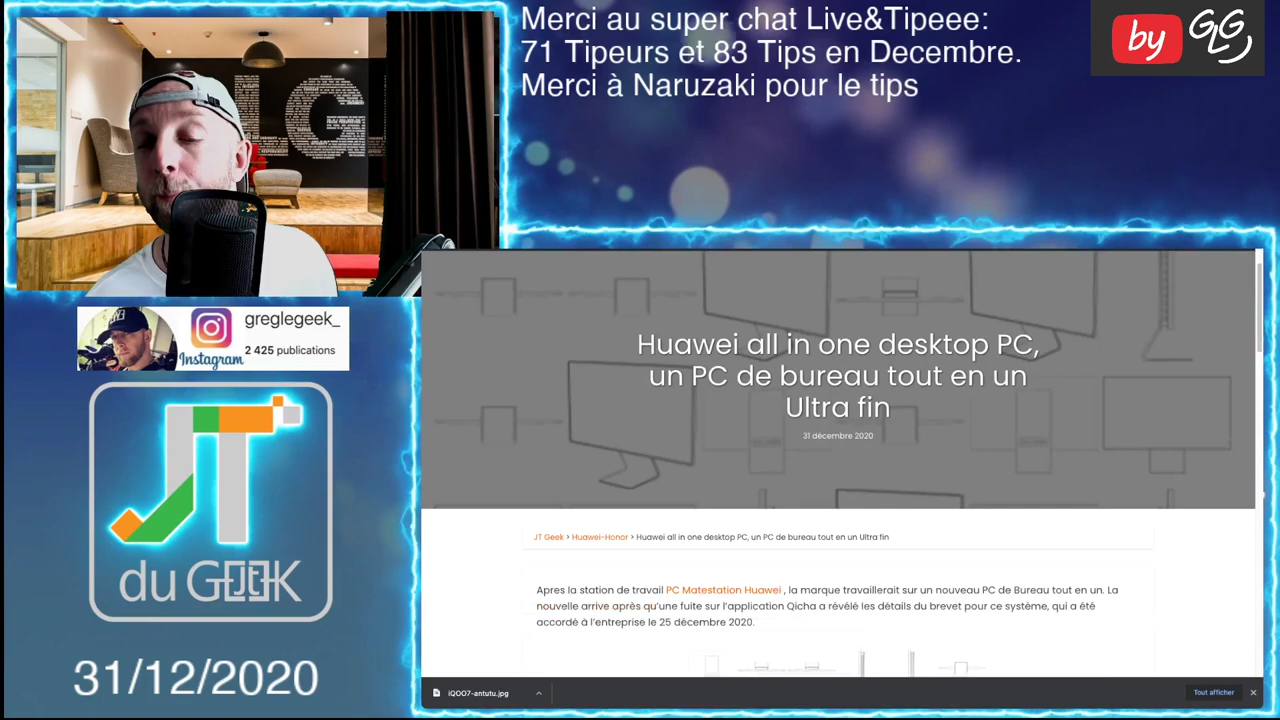 Merci au super chat Live&Tipeee:
71 Tipeurs et 83 Tips en Decembre.
Merci à Naruzaki pour le tips
by GLG
greglegeek_
2 425 publications
Instagram
JT
du GEEK
31/12/2020
Huawei all in one desktop PC,
un PC de bureau tout en un
Ultra fin
31 décembre 2020
JT Geek > Huawei-Honor > Huawei all in one desktop PC, un PC de bureau tout en un Ultra fin
Apres la station de travail PC Matestation Huawei , la marque travaillerait sur un nouveau PC de Bureau tout en un. La
nouvelle arrive après qu'une fuite sur l'application Qicha a révélé les détails du brevet pour ce système, qui a été
accordé à l'entreprise le 25 décembre 2020.
iQOO7-antutu.jpg
Tout afficher